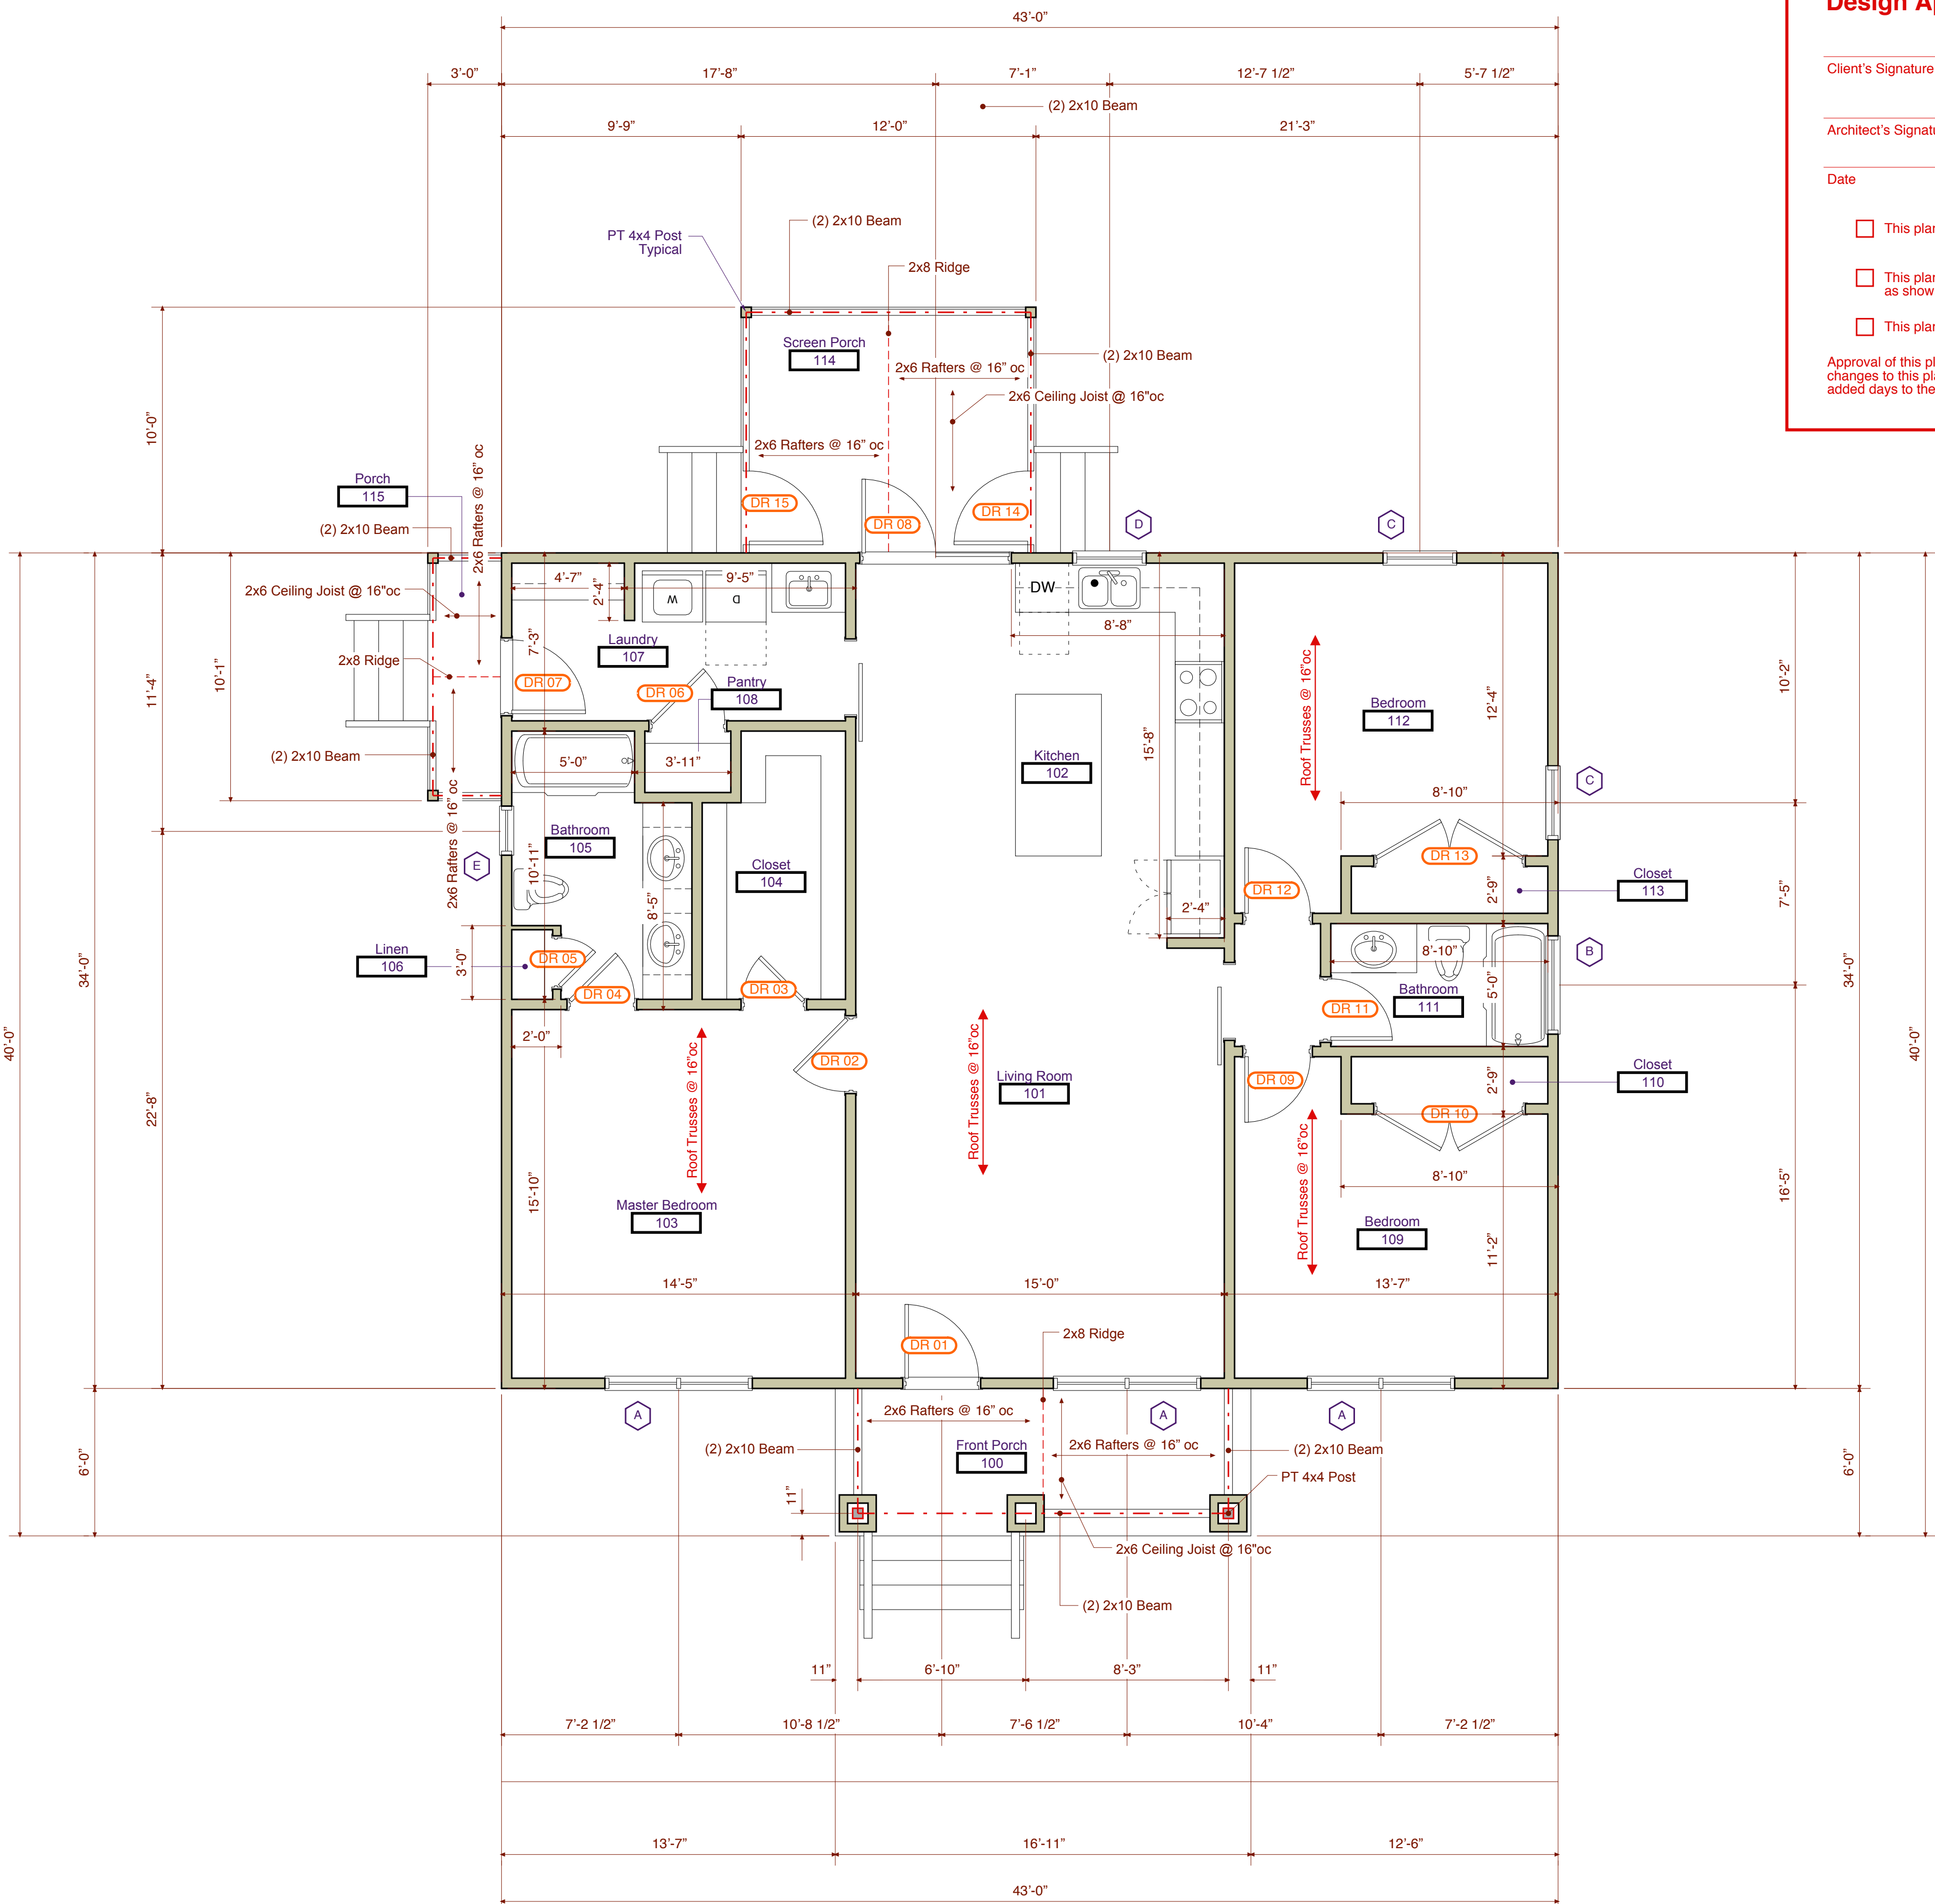 Design A
Client's Signature
Architect's Signatu
Date
This plan
This plan
as show
This plan
Approval of this pl
changes to this pla
added days to the
43'-0"
3'-0"
17'-8"
7'-1"
12'-7 1/2"
5'-7 1/2"
(2) 2x10 Beam
9'-9"
12'-0"
21'-3"
(2) 2x10 Beam
PT 4x4 Post
Typical
2x8 Ridge
Screen Porch
114
(2) 2x10 Beam
2x6 Rafters @ 16" oc
2x6 Ceiling Joist @ 16"oc
10'-0"
2x6 Rafters @ 16" oc
2x6 Rafters @ 16" oc
Porch
115
DR 15
DR 14
DR 08
D
C
(2) 2x10 Beam
2x6 Ceiling Joist @ 16"oc
4'-7"
2'-4"
9'-5"
W
D
DW
8'-8"
7'-3"
Laundry
107
2x8 Ridge
DR 07
DR 06
Pantry
108
11'-4"
10'-1"
Roof Trusses @ 16"oc
12'-4"
10'-2"
Bedroom
112
15'-8"
(2) 2x10 Beam
5'-0"
3'-11"
Kitchen
102
C
8'-10"
2x6 Rafters @ 16" oc
Bathroom
105
E
10'-11"
Closet
104
DR 13
8'-5"
DR 12
2'-9"
Closet
113
7'-5"
2'-4"
Linen
106
3'-0"
DR 05
DR 04
DR 03
8'-10"
B
34'-0"
34'-0"
5'-0"
Bathroom
111
DR 11
2'-0"
DR 02
40'-0"
40'-0"
Roof Trusses @ 16"oc
Roof Trusses @ 16"oc
Living Room
101
DR 09
2'-9"
Closet
110
DR 10
22'-8"
15'-10"
Roof Trusses @ 16"oc
8'-10"
16'-5"
Master Bedroom
103
Bedroom
109
11'-2"
14'-5"
15'-0"
13'-7"
2x8 Ridge
DR 01
A
A
A
2x6 Rafters @ 16" oc
(2) 2x10 Beam
Front Porch
100
2x6 Rafters @ 16" oc
(2) 2x10 Beam
6'-0"
6'-0"
PT 4x4 Post
11"
2x6 Ceiling Joist @ 16"oc
(2) 2x10 Beam
11"
6'-10"
8'-3"
11"
7'-2 1/2"
10'-8 1/2"
7'-6 1/2"
10'-4"
7'-2 1/2"
13'-7"
16'-11"
12'-6"
43'-0"